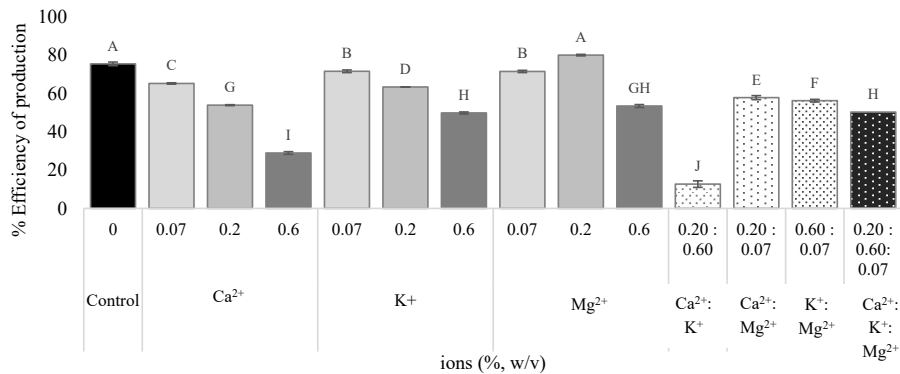 % Efficiency of production
100
80
60
40
20
0
A
C
G
I
B
D
H
B
A
GH
J
E
F
H
0 0.07 0.2 0.6 0.07 0.2 0.6 0.07 0.2 0.6 0.20 : 0.20 : 0.60 : 0.20 :
0.60 0.07 0.07 0.60:
0.07
Control Ca²⁺ K+ Mg²⁺ Ca²⁺: Ca²⁺: K⁺: Ca²⁺:
K⁺ Mg²⁺ Mg²⁺ K⁺:
Mg²⁺
ions (%, w/v)